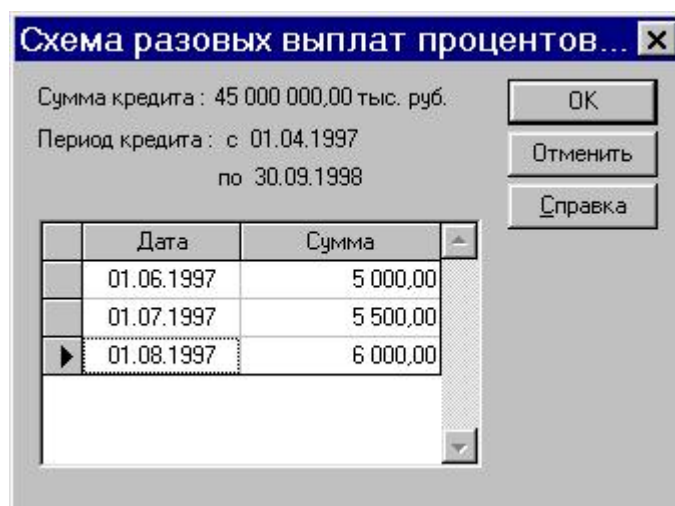 Схема разовых выплат процентов...
Сумма кредита : 45 000 000,00 тыс. руб.
Период кредита : с 01.04.1997
по 30.09.1998
OK
Отменить
Справка
Дата Сумма
01.06.1997 5 000,00
01.07.1997 5 500,00
01.08.1997 6 000,00